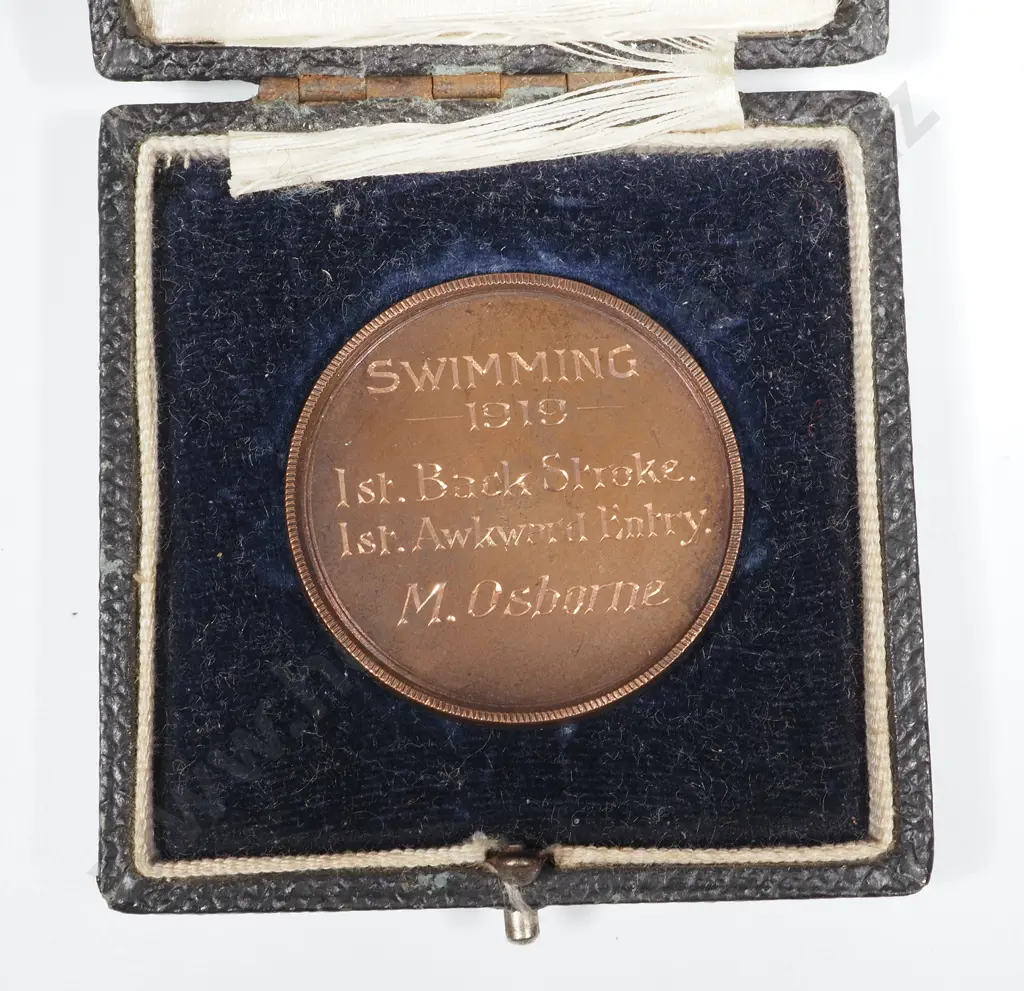 SWIMMING
1919
1st. Back Stroke.
1st. Awkward Entry.
M. Osborne